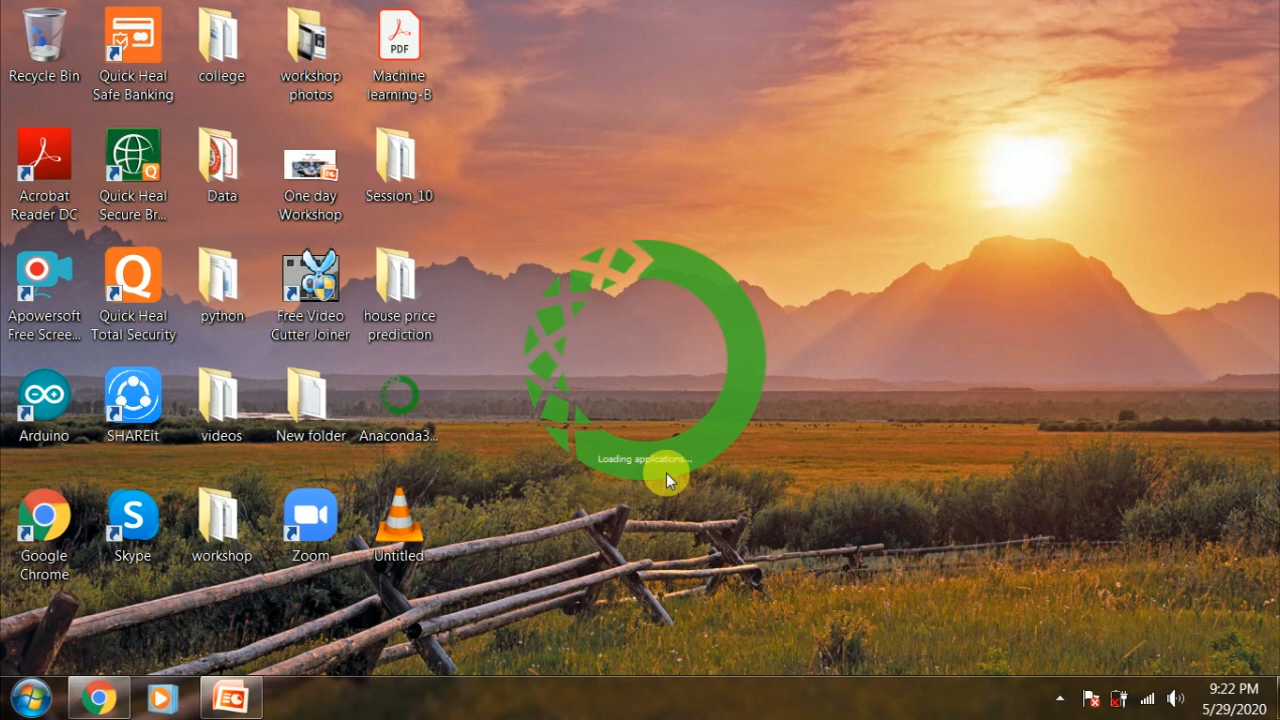 Recycle Bin
Quick Heal
Safe Banking
college
workshop
photos
PDF
Machine
learning-B
Acrobat
Reader DC
Quick Heal
Secure Br...
Data
One day
Workshop
Session_10
Apowersoft
Free Scree...
Quick Heal
Total Security
python
Free Video
Cutter Joiner
house price
prediction
Arduino
SHAREit
videos
New folder
Anaconda3...
Loading applications...
Google
Chrome
Skype
workshop
Zoom
Untitled
9:22 PM
5/29/2020